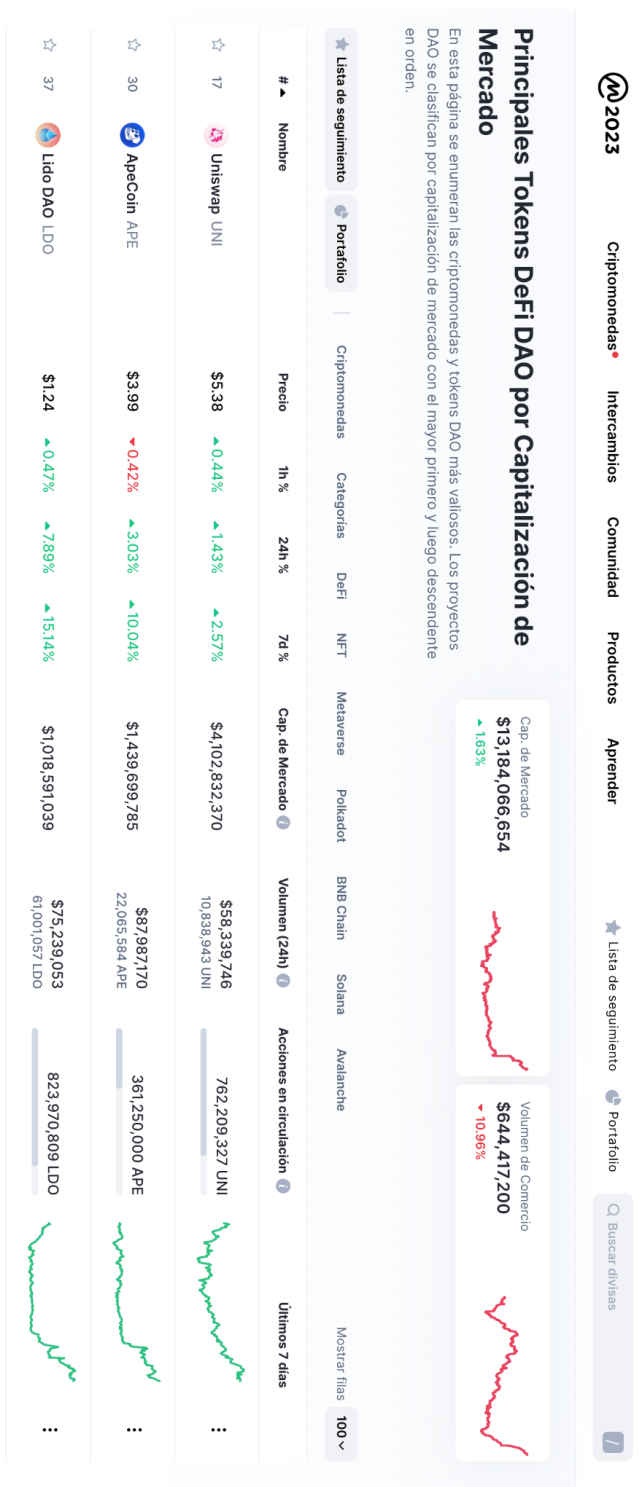 2023 Criptomonedas Intercambios Comunidad Productos Aprender Lista de seguimiento Portafolio Buscar divisas /
Principales Tokens DeFi DAO por Capitalización de
Mercado
En esta página se enumeran las criptomonedas y tokens DAO más valiosos. Los proyectos
DAO se clasifican por capitalización de mercado con el mayor primero y luego descendente
en orden.
Cap. de Mercado
$13,184,066,654
1.63%
Volumen de Comercio
$644,417,200
10.96%
Lista de seguimiento Portafolio Criptomonedas Categorías DeFi NFT Metaverse Polkadot BNB Chain Solana Avalanche Mostrar filas 100
# Nombre Precio 1h % 24h % 7d % Cap. de Mercado Volumen (24h) Acciones en circulación Últimos 7 días
17 Uniswap UNI $5.38 0.44% 1.43% 2.57% $4,102,832,370 $58,339,746 762,209,327 UNI
10,838,943 UNI
30 ApeCoin APE $3.99 0.42% 3.03% 10.04% $1,439,699,785 $87,987,170 361,250,000 APE
22,065,584 APE
37 Lido DAO LDO $1.24 0.47% 7.89% 15.14% $1,018,591,039 $75,239,053 823,970,809 LDO
61,001,057 LDO